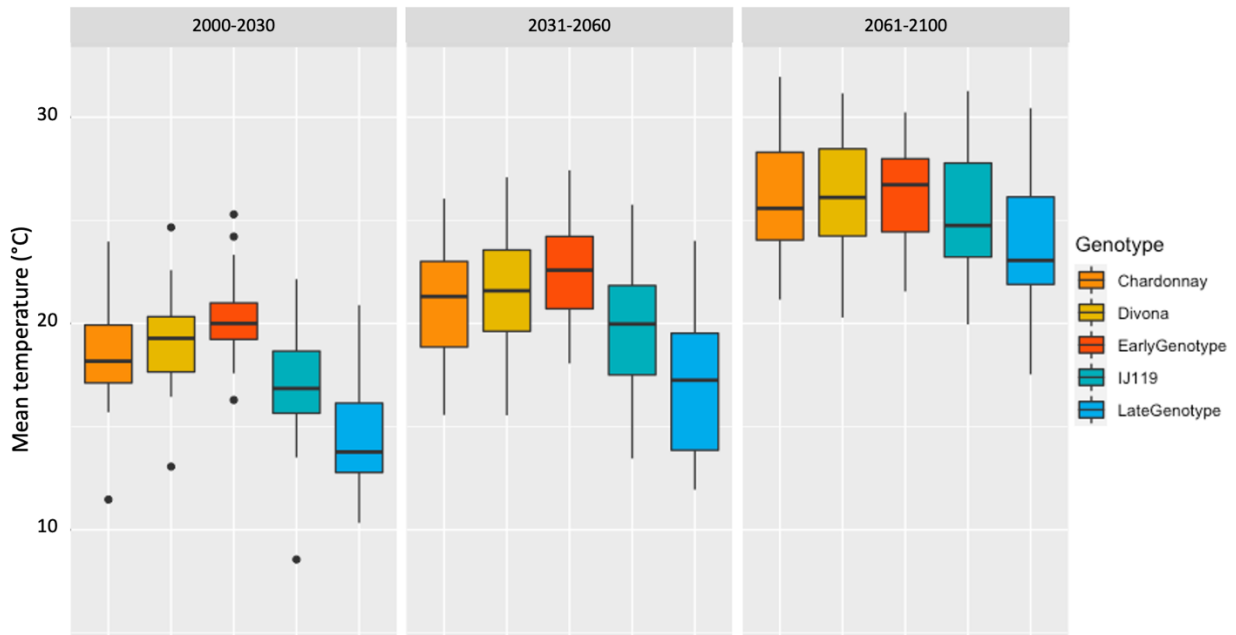 2000-2030
2031-2060
2061-2100
Mean temperature (°C)
30
20
10
Genotype
Chardonnay
Divona
EarlyGenotype
IJ119
LateGenotype